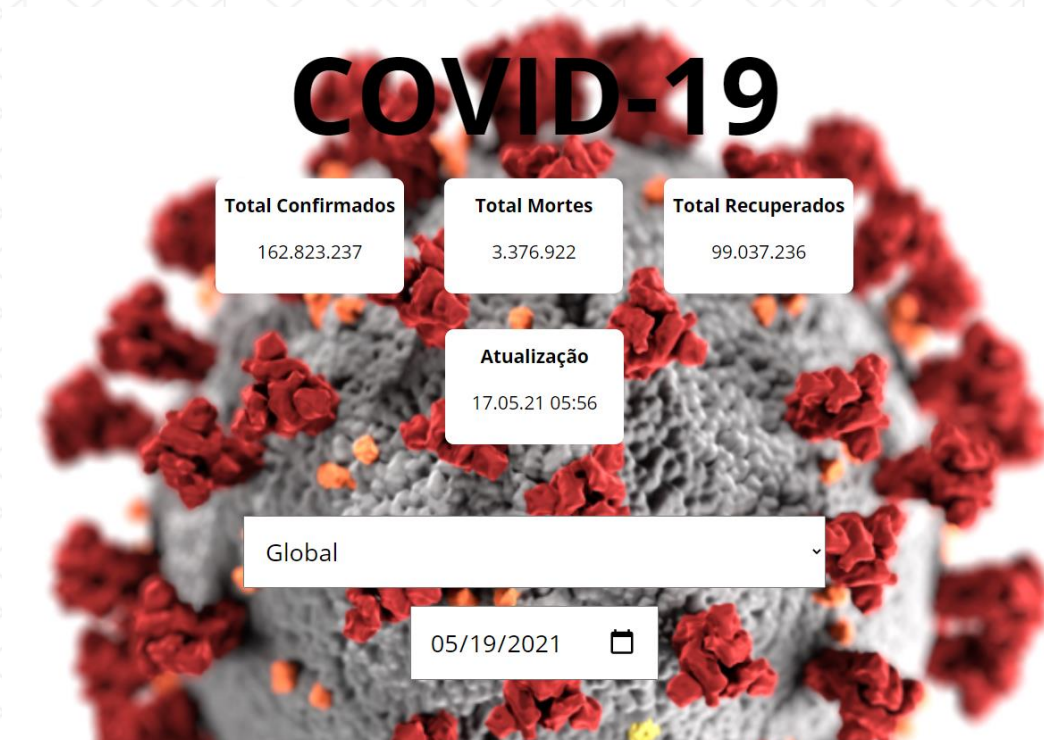 COVID-19
Total Confirmados
162.823.237
Total Mortes
3.376.922
Total Recuperados
99.037.236
Atualização
17.05.21 05:56
Global
05/19/2021